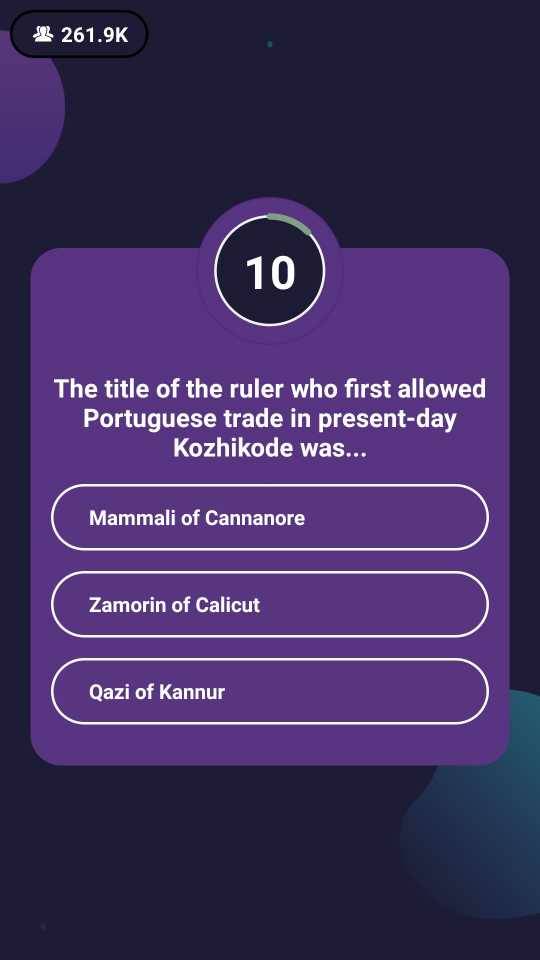 261.9K
10
The title of the ruler who first allowed
Portuguese trade in present-day
Kozhikode was...
Mammali of Cannanore
Zamorin of Calicut
Qazi of Kannur